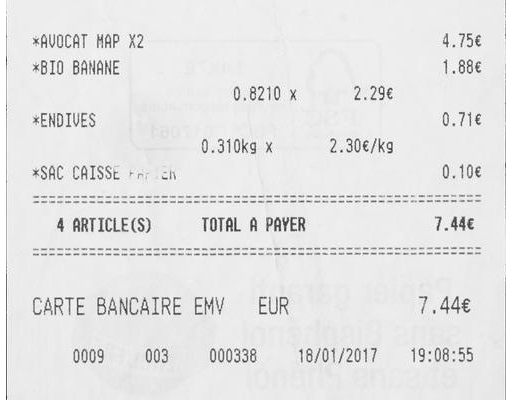 *AVOCAT MAP X2 4.75€
*BIO BANANE 1.88€
0.8210 x 2.29€
*ENDIVES 0.71€
0.310kg x 2.30€/kg
*SAC CAISSE PAPIER 0.10€
4 ARTICLE(S) TOTAL A PAYER 7.44€
CARTE BANCAIRE EMV EUR 7.44€
0009 003 000338 18/01/2017 19:08:55